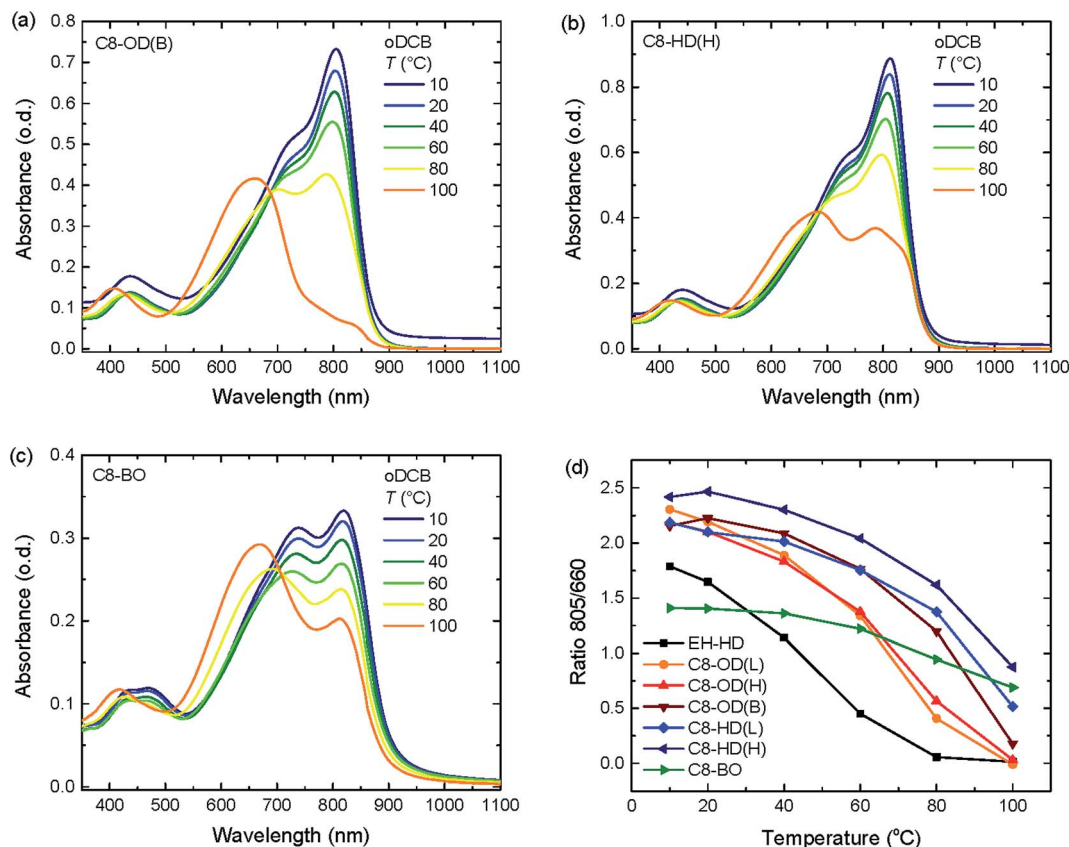 (a)
C8-OD(B)
oDCB
T (°C)
10
20
40
60
80
100
0.8
0.7
0.6
0.5
0.4
0.3
0.2
0.1
0.0
400 500 600 700 800 900 1000 1100
Absorbance (o.d.)
Wavelength (nm)
(b)
C8-HD(H)
oDCB
T (°C)
10
20
40
60
80
100
1.0
0.8
0.6
0.4
0.2
0.0
400 500 600 700 800 900 1000 1100
Absorbance (o.d.)
Wavelength (nm)
(c)
C8-BO
oDCB
T (°C)
10
20
40
60
80
100
0.4
0.3
0.2
0.1
0.0
400 500 600 700 800 900 1000 1100
Absorbance (o.d.)
Wavelength (nm)
(d)
2.5
2.0
1.5
1.0
0.5
0.0
0 20 40 60 80 100
Ratio 805/660
EH-HD
C8-OD(L)
C8-OD(H)
C8-OD(B)
C8-HD(L)
C8-HD(H)
C8-BO
Temperature (°C)